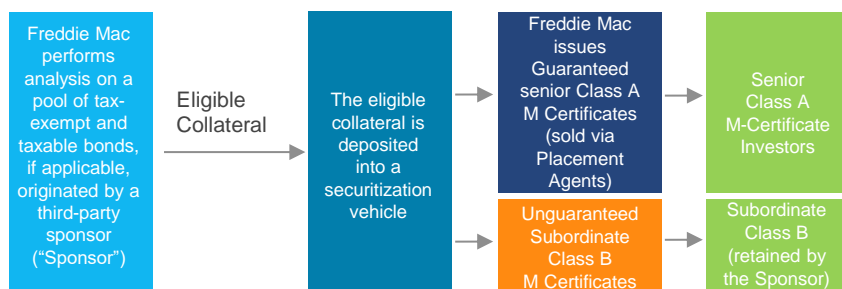 Freddie Mac
performs
analysis on a
pool of tax-
exempt and
taxable bonds,
if applicable,
originated by a
third-party
sponsor
(“Sponsor”)
Eligible
Collateral
The eligible
collateral is
deposited
into a
securitization
vehicle
Freddie Mac
issues
Guaranteed
senior Class A
M Certificates
(sold via
Placement
Agents)
Senior
Class A
M-Certificate
Investors
Unguaranteed
Subordinate
Class B
M Certificates
Subordinate
Class B
(retained by
the Sponsor)